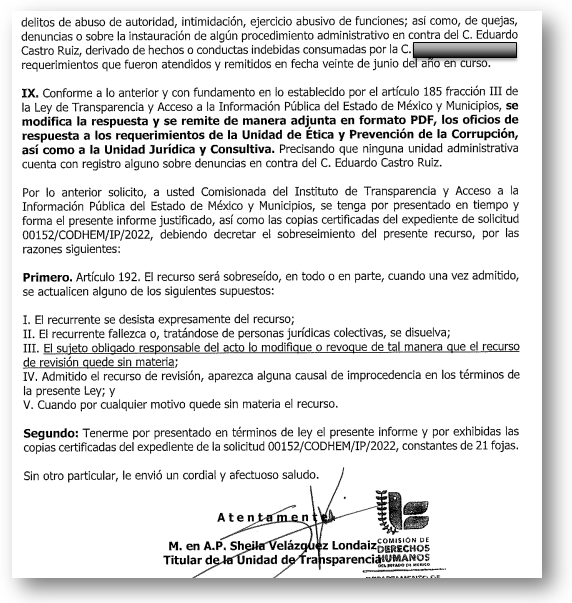 delitos de abuso de autoridad, intimidación, ejercicio abusivo de funciones; así como, de quejas,
denuncias o sobre la instauración de algún procedimiento administrativo en contra del C. Eduardo
Castro Ruiz, derivado de hechos o conductas indebidas consumadas por la C.
requerimientos que fueron atendidos y remitidos en fecha veinte de junio del año en curso.
IX. Conforme a lo anterior y con fundamento en lo establecido por el artículo 185 fracción III de
la Ley de Transparencia y Acceso a la Información Pública del Estado de México y Municipios, se
modifica la respuesta y se remite de manera adjunta en formato PDF, los oficios de
respuesta a los requerimientos de la Unidad de Ética y Prevención de la Corrupción,
así como a la Unidad Jurídica y Consultiva. Precisando que ninguna unidad administrativa
cuenta con registro alguno sobre denuncias en contra del C. Eduardo Castro Ruiz.
Por lo anterior solicito, a usted Comisionada del Instituto de Transparencia y Acceso a la
Información Pública del Estado de México y Municipios, se tenga por presentado en tiempo y
forma el presente informe justificado, así como las copias certificadas del expediente de solicitud
00152/CODHEM/IP/2022, debiendo decretar el sobreseimiento del presente recurso, por las
razones siguientes:
Primero. Artículo 192. El recurso será sobreseído, en todo o en parte, cuando una vez admitido,
se actualicen alguno de los siguientes supuestos:
I. El recurrente se desista expresamente del recurso;
II. El recurrente fallezca o, tratándose de personas jurídicas colectivas, se disuelva;
III. El sujeto obligado responsable del acto lo modifique o revoque de tal manera que el recurso
de revisión quede sin materia;
IV. Admitido el recurso de revisión, aparezca alguna causal de improcedencia en los términos de
la presente Ley; y
V. Cuando por cualquier motivo quede sin materia el recurso.
Segundo: Tenerme por presentado en términos de ley el presente informe y por exhibidas las
copias certificadas del expediente de la solicitud 00152/CODHEM/IP/2022, constantes de 21 fojas.
Sin otro particular, le envió un cordial y afectuoso saludo.
Atentamente
M. en A.P. Sheila Velázquez Londaiz
Titular de la Unidad de Transparencia
COMISIÓN DE
DERECHOS
HUMANOS
DEL ESTADO DE MÉXICO